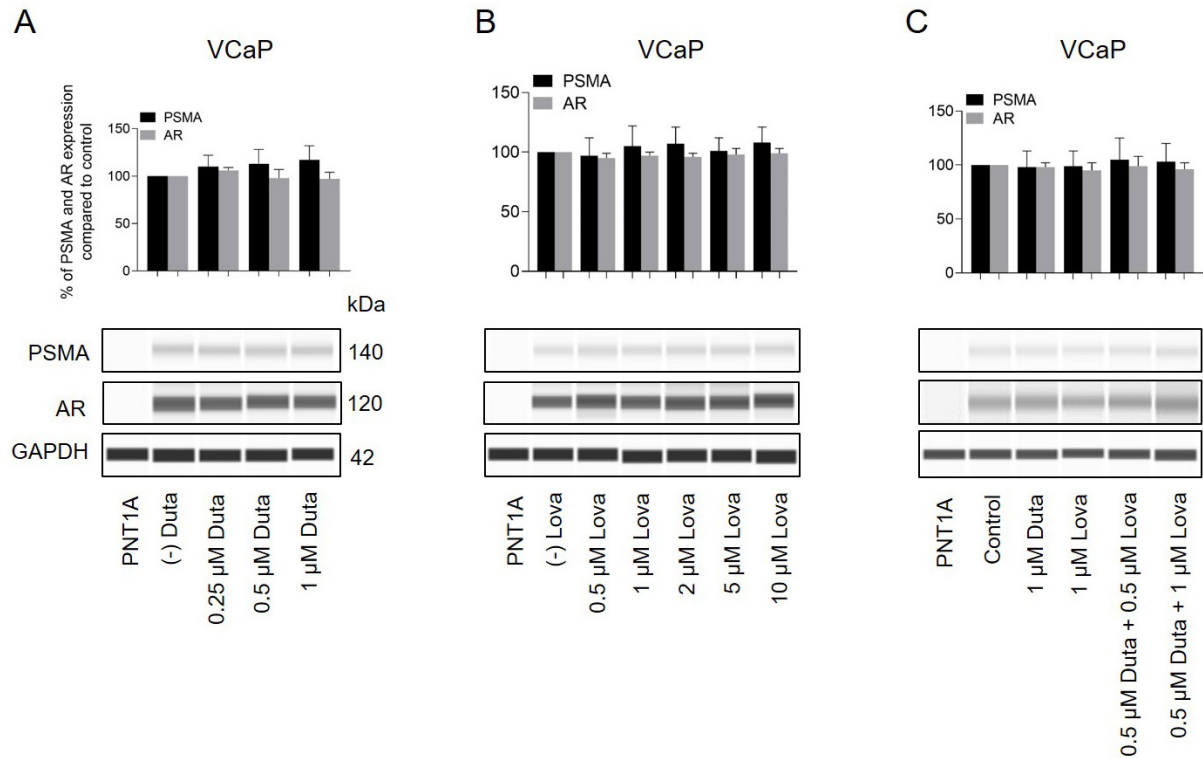 A
VCaP
PSMA
AR
% of PSMA and AR expression
compared to control
150
100
50
0
kDa
PSMA
140
AR
120
GAPDH
42
PNT1A
(-) Duta
0.25 µM Duta
0.5 µM Duta
1 µM Duta
B
VCaP
PSMA
AR
150
100
50
0
PNT1A
(-) Lova
0.5 µM Lova
1 µM Lova
2 µM Lova
5 µM Lova
10 µM Lova
C
VCaP
PSMA
AR
150
100
50
0
PNT1A
Control
1 µM Duta
1 µM Lova
0.5 µM Duta + 0.5 µM Lova
0.5 µM Duta + 1 µM Lova